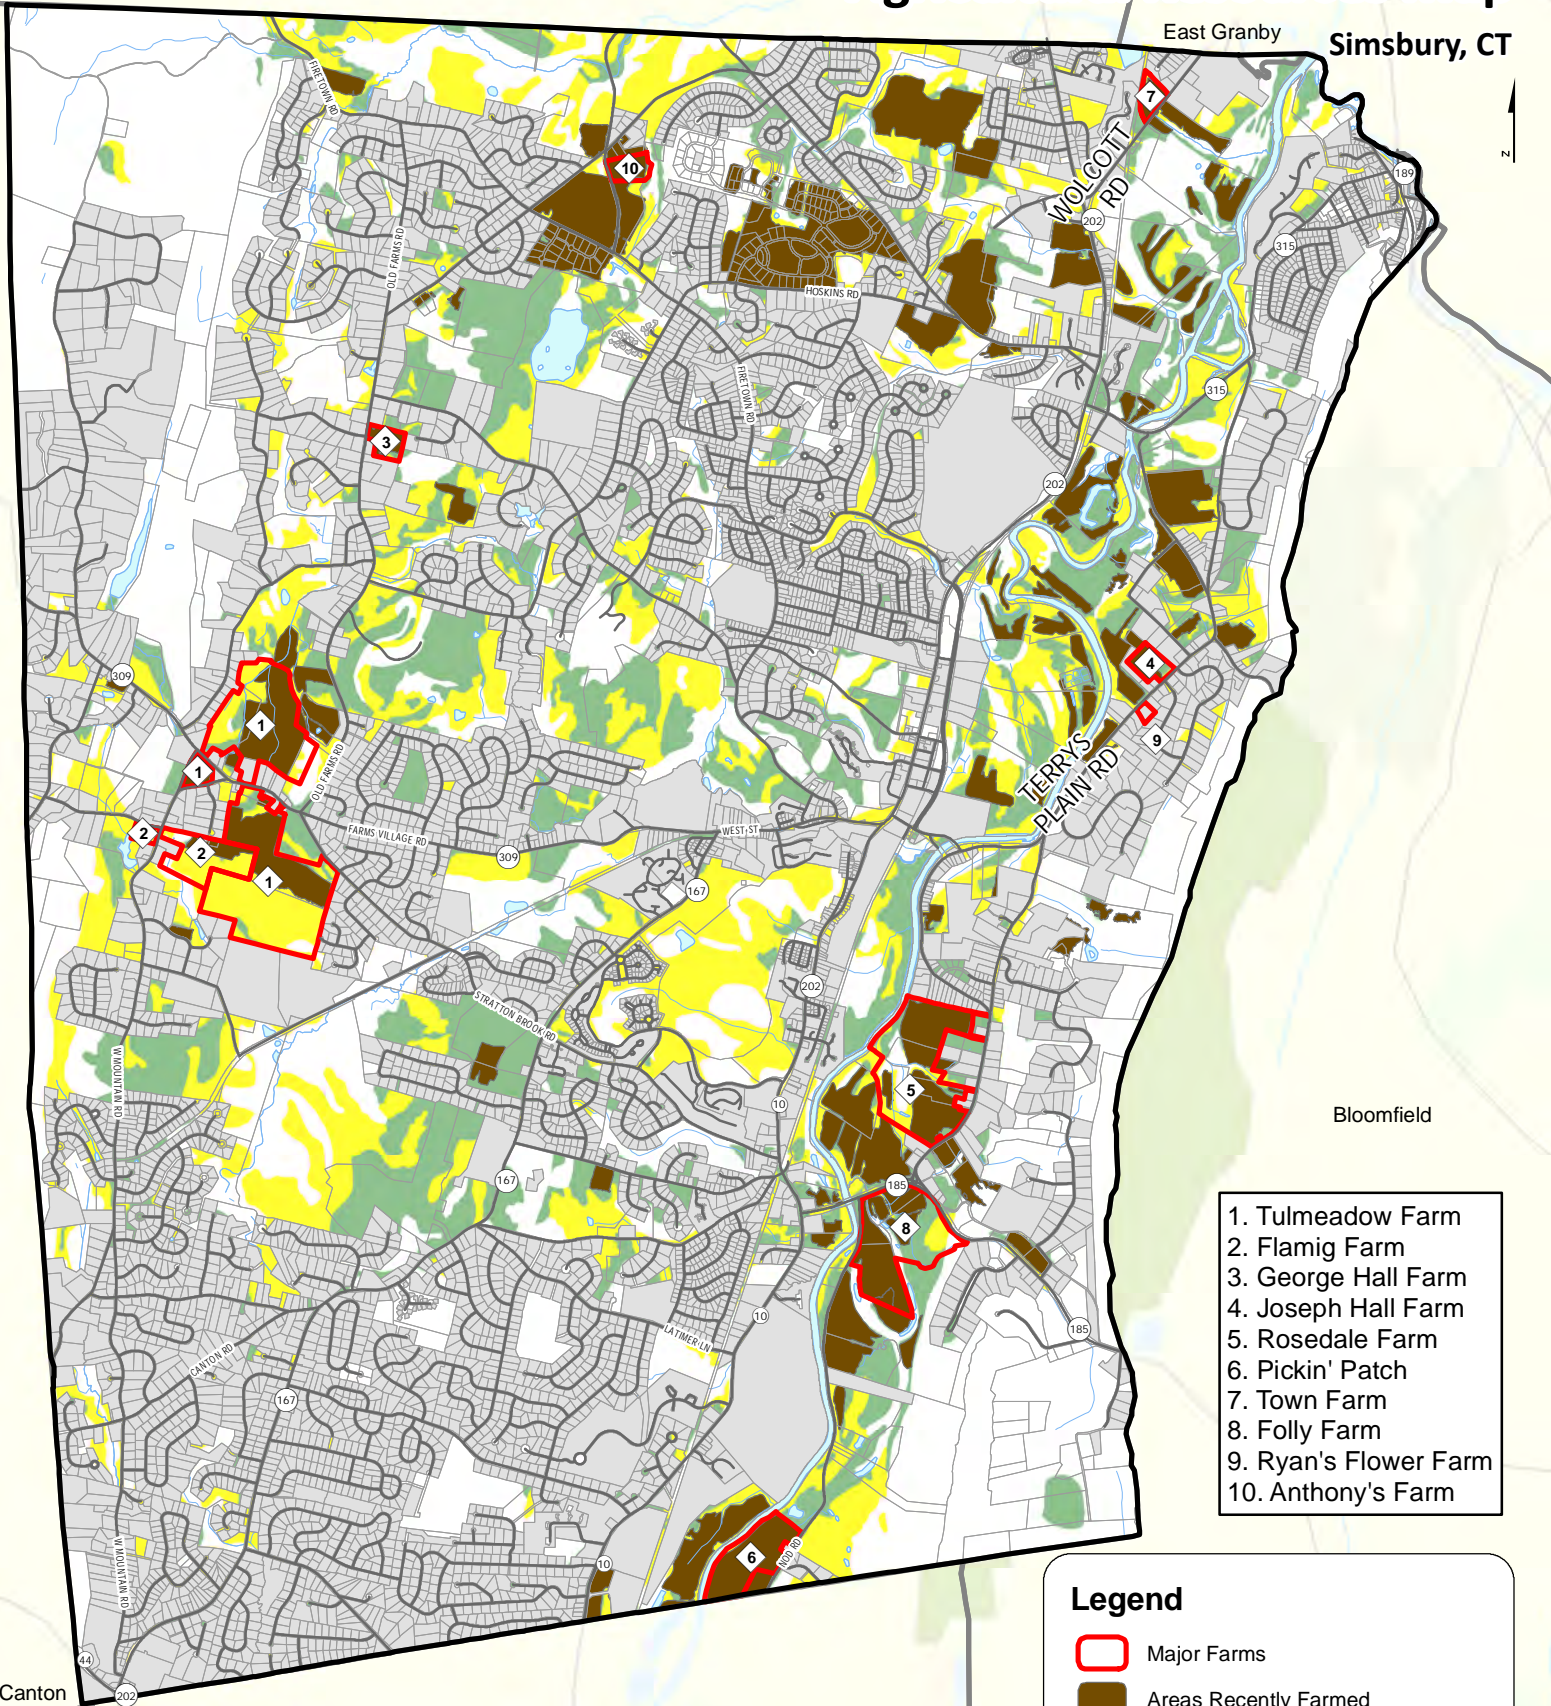 East Granby
Simsbury, CT
N
7
WOLCOTT
RD
FIRETOWN RD
10
189
202
315
OLD FARMS RD
HOSKINS RD
315
FIRETOWN RD
3
202
4
309
1
9
1
OLD FARMS RD
TERRYS
PLAIN RD
2
FARMS VILLAGE RD
WEST ST
2
309
1
167
202
STRATTON BROOK RD
W MOUNTAIN RD
5
10
Bloomfield
167
185
8
1. Tulmeadow Farm
2. Flamig Farm
3. George Hall Farm
4. Joseph Hall Farm
5. Rosedale Farm
6. Pickin' Patch
7. Town Farm
8. Folly Farm
9. Ryan's Flower Farm
10. Anthony's Farm
10
LATIMER LN
185
CANTON RD
167
W MOUNTAIN RD
10
6
NOD RD
Legend
Major Farms
Areas Recently Farmed
44
Canton
202